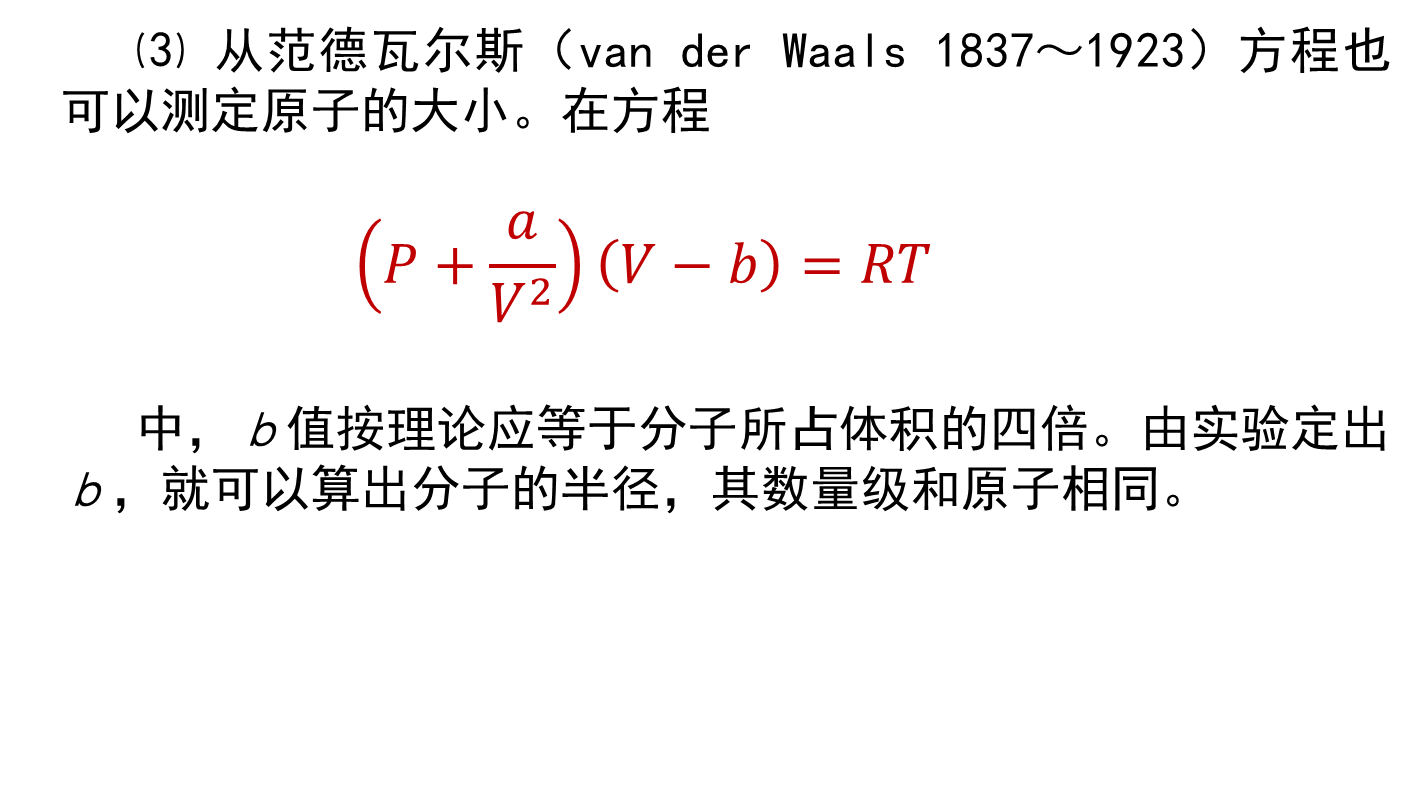 ⑶ 从范德瓦尔斯（van der Waals 1837～1923）方程也
可以测定原子的大小。在方程
(P + a/V²)(V − b) = RT
中， b 值按理论应等于分子所占体积的四倍。由实验定出
b ，就可以算出分子的半径，其数量级和原子相同。